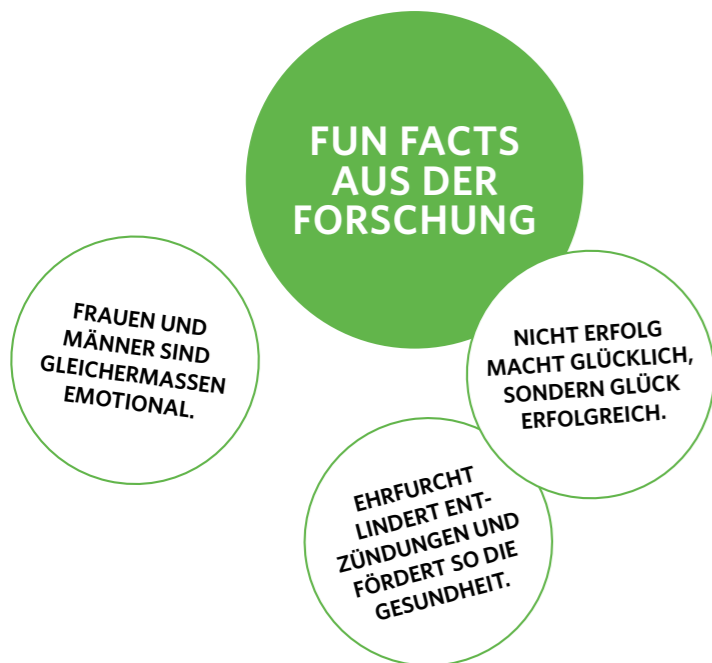 FUN FACTS
AUS DER
FORSCHUNG
FRAUEN UND
MÄNNER SIND
GLEICHERMASSEN
EMOTIONAL.
NICHT ERFOLG
MACHT GLÜCKLICH,
SONDERN GLÜCK
ERFOLGREICH.
EHRFURCHT
LINDERT ENT-
ZÜNDUNGEN UND
FÖRDERT SO DIE
GESUNDHEIT.